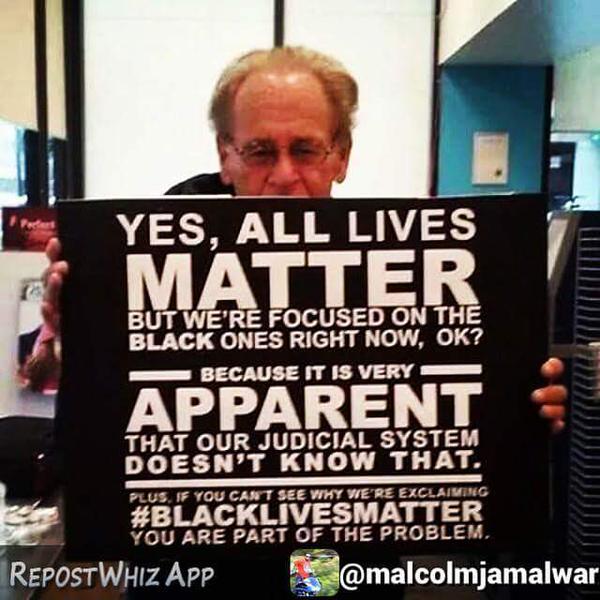 Perfect
YES, ALL LIVES
MATTER
BUT WE'RE FOCUSED ON THE
BLACK ONES RIGHT NOW, OK?
BECAUSE IT IS VERY
APPARENT
THAT OUR JUDICIAL SYSTEM
DOESN'T KNOW THAT.
PLUS, IF YOU CAN'T SEE WHY WE'RE EXCLAIMING
#BLACKLIVESMATTER
YOU ARE PART OF THE PROBLEM.
REPOSTWHIZ APP
@malcolmjamalwar